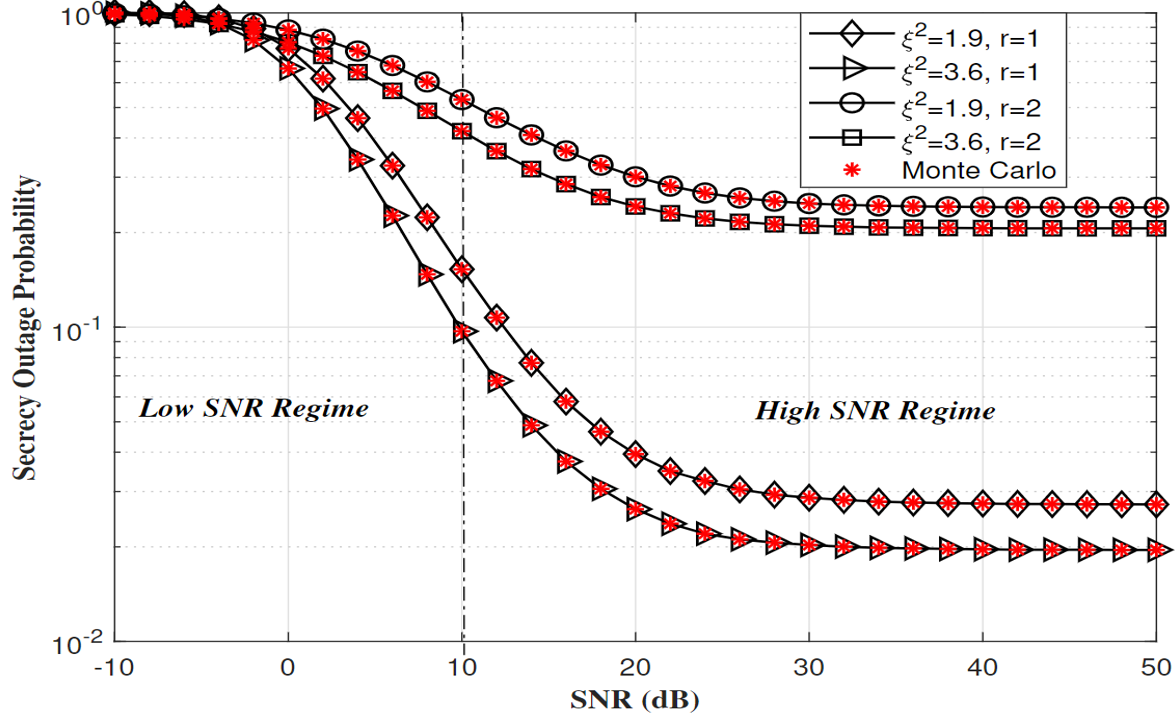 10⁰
ξ²=1.9, r=1
ξ²=3.6, r=1
ξ²=1.9, r=2
ξ²=3.6, r=2
Monte Carlo
Secrecy Outage Probability
10⁻¹
Low SNR Regime
High SNR Regime
10⁻²
-10 0 10 20 30 40 50
SNR (dB)